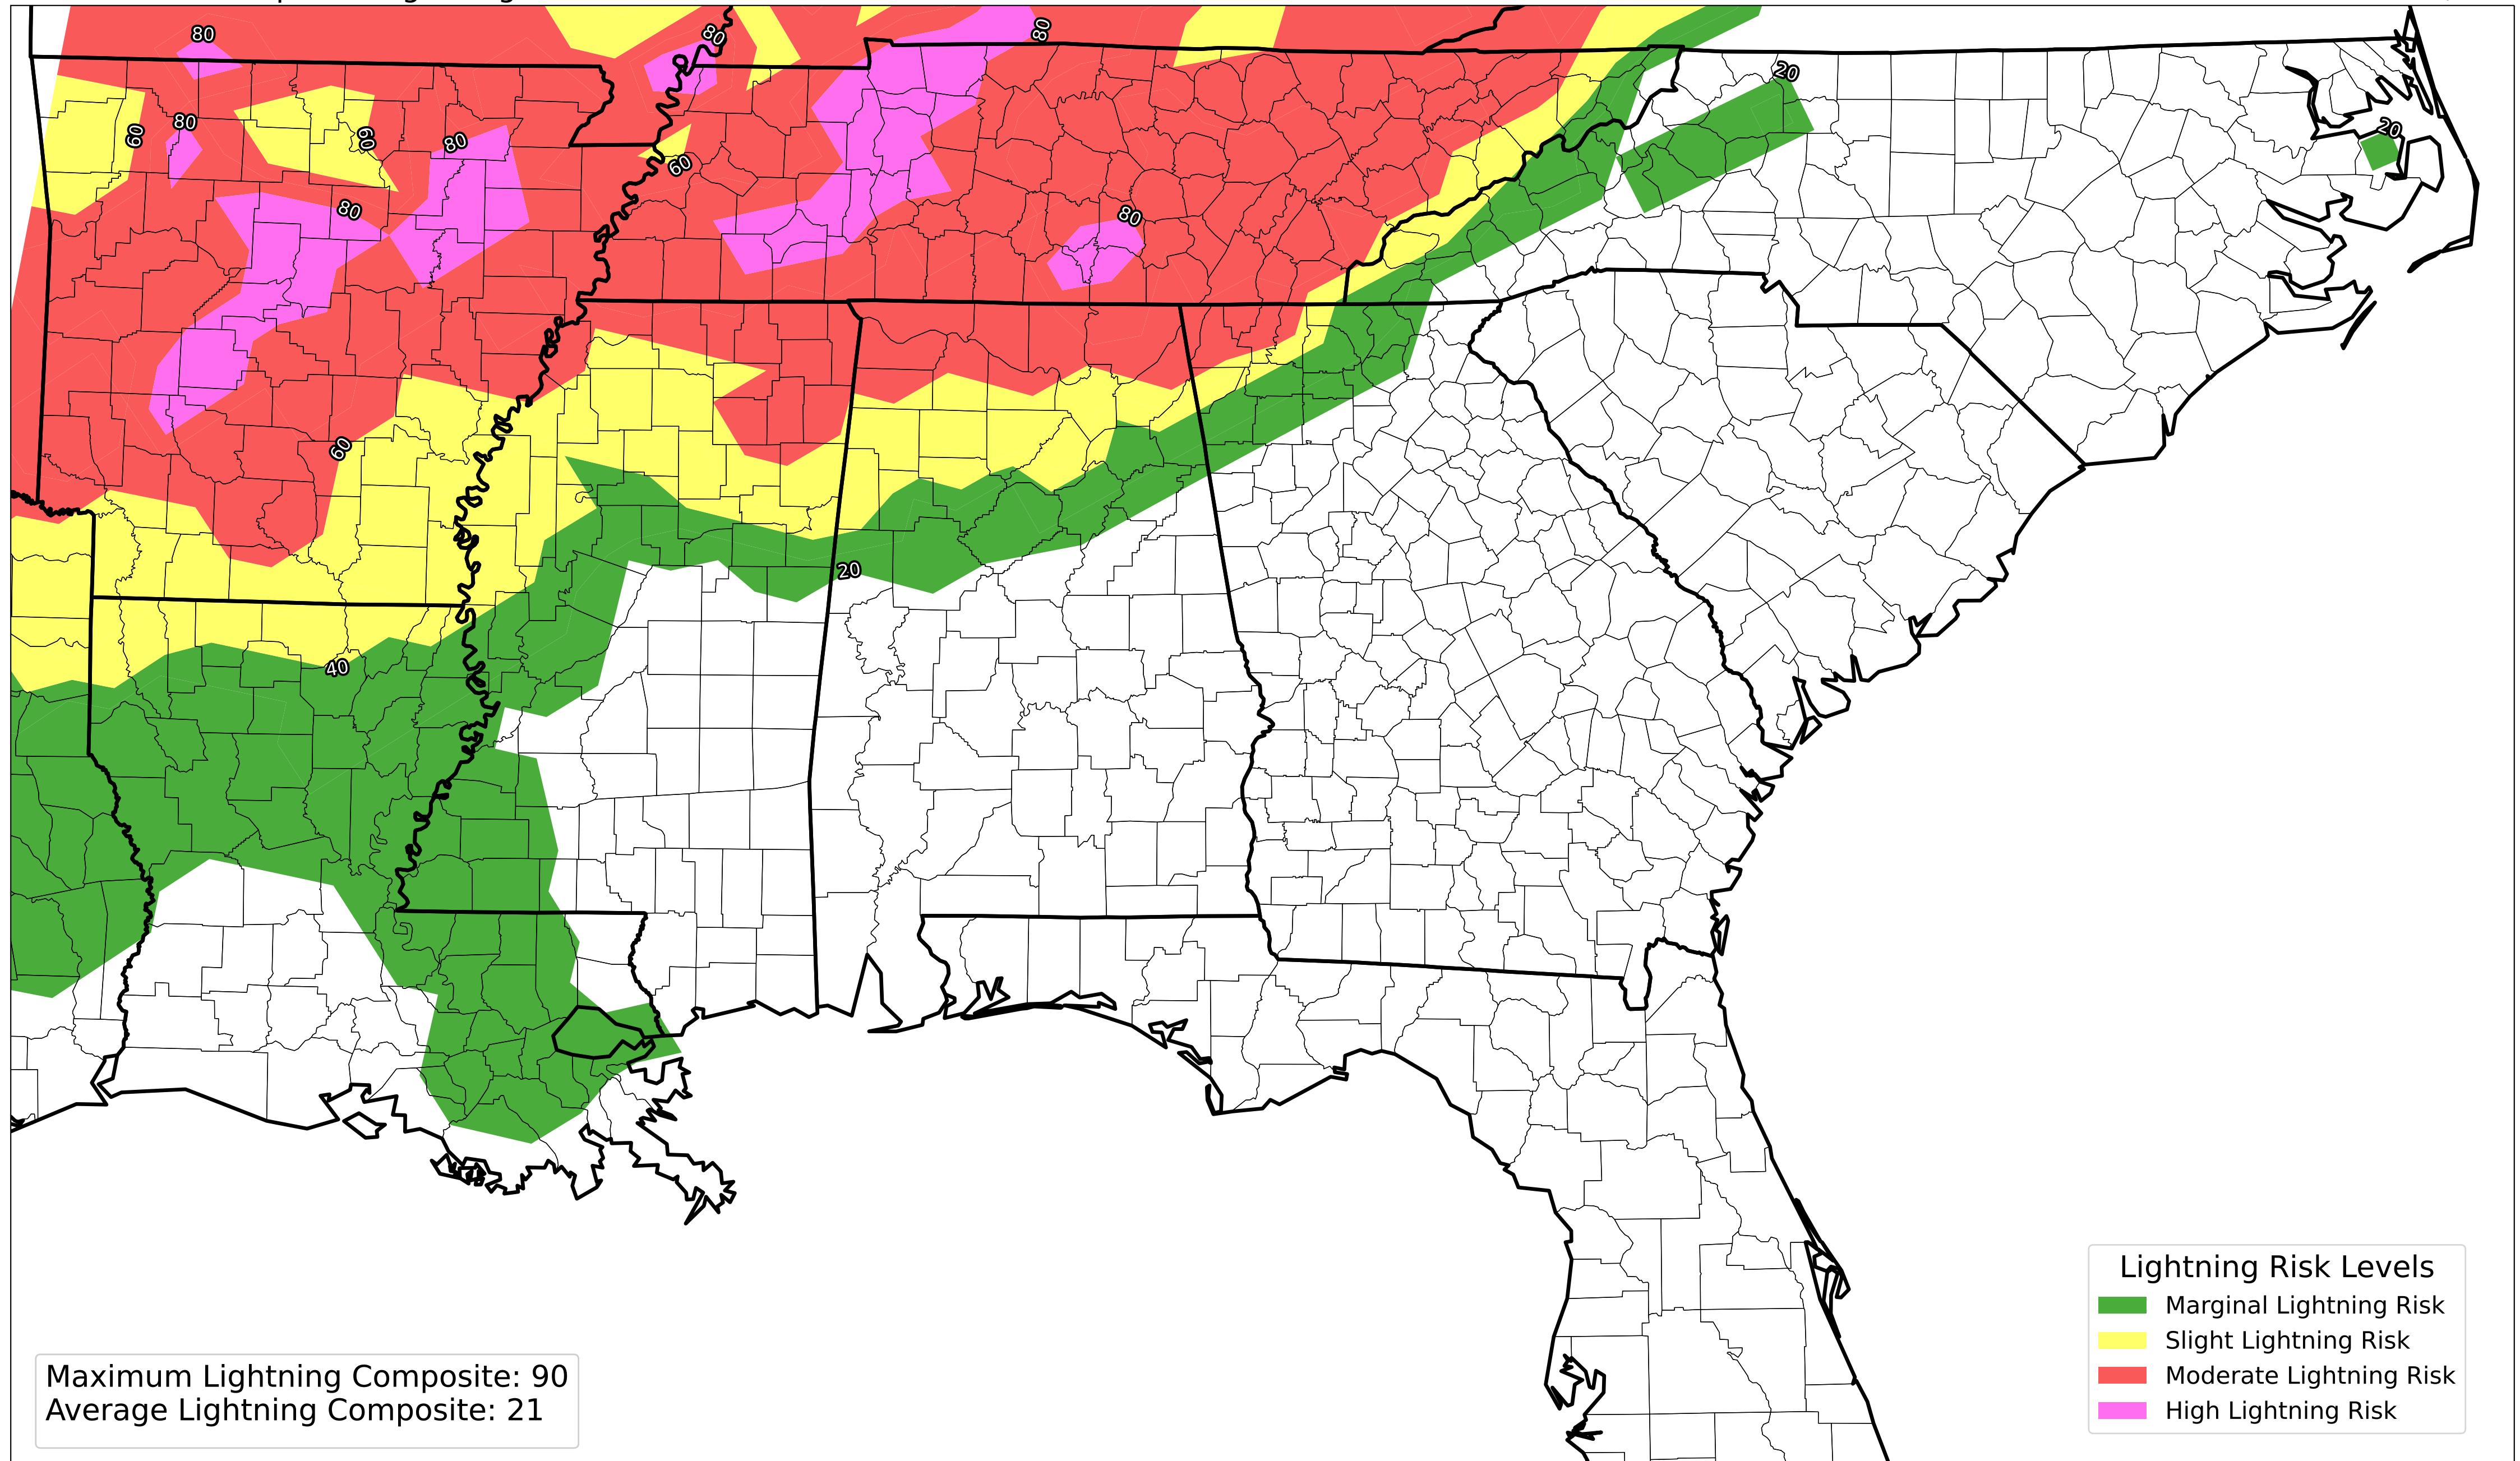 80
80
80
20
60
80
60
80
20
60
80
80
60
20
40
Lightning Risk Levels
Marginal Lightning Risk
Slight Lightning Risk
Moderate Lightning Risk
High Lightning Risk
Maximum Lightning Composite: 90
Average Lightning Composite: 21